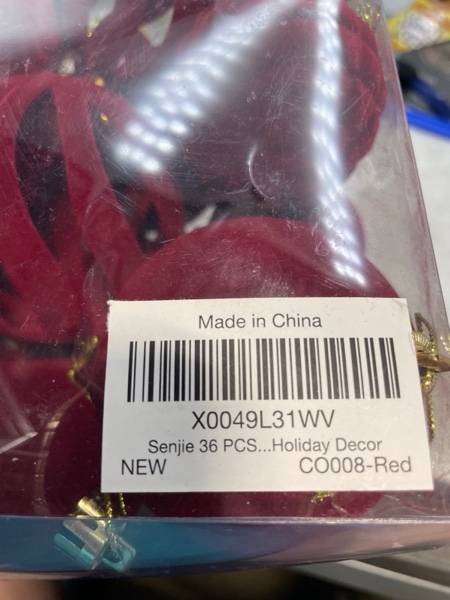 Made in China
X0049L31WV
Senjie 36 PCS...Holiday Decor
NEW CO008-Red